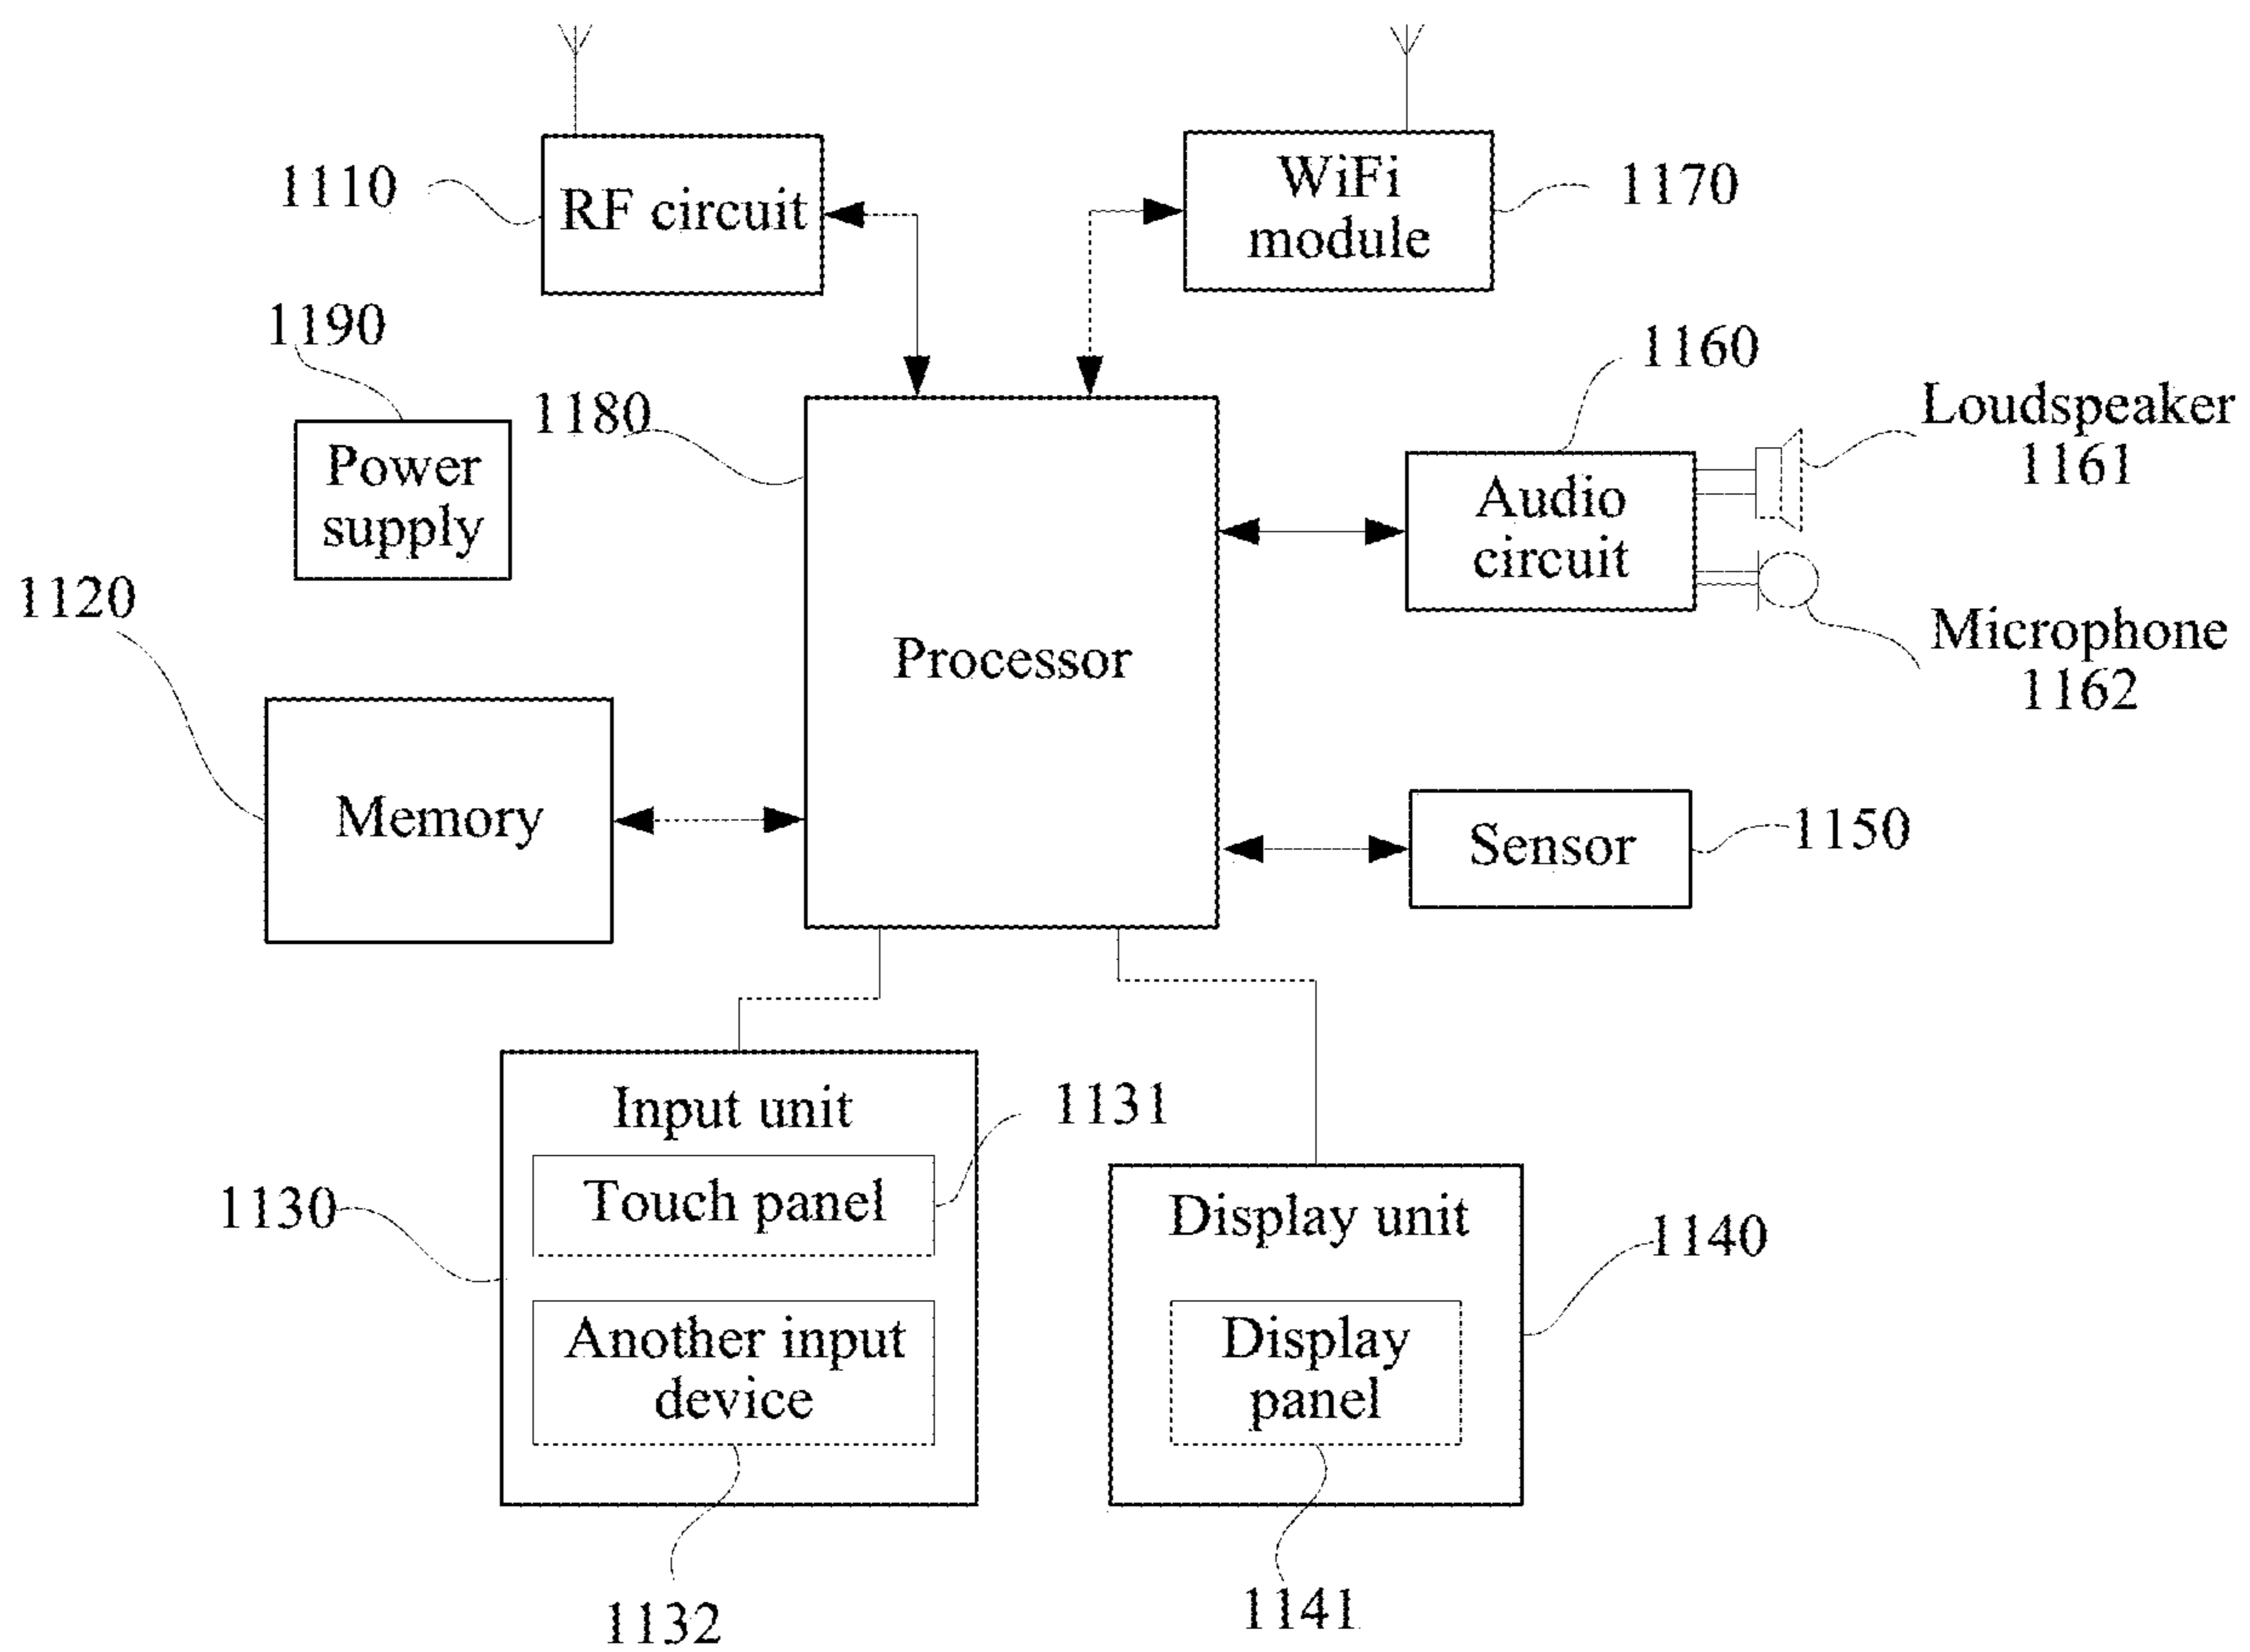 1110
RF circuit
WiFi
module
1170
1190
Power
supply
1180
Processor
1160
Audio
circuit
Loudspeaker
1161
Microphone
1162
1120
Memory
Sensor
1150
Input unit
1131
Touch panel
1130
Another input
device
1132
Display unit
1140
Display
panel
1141